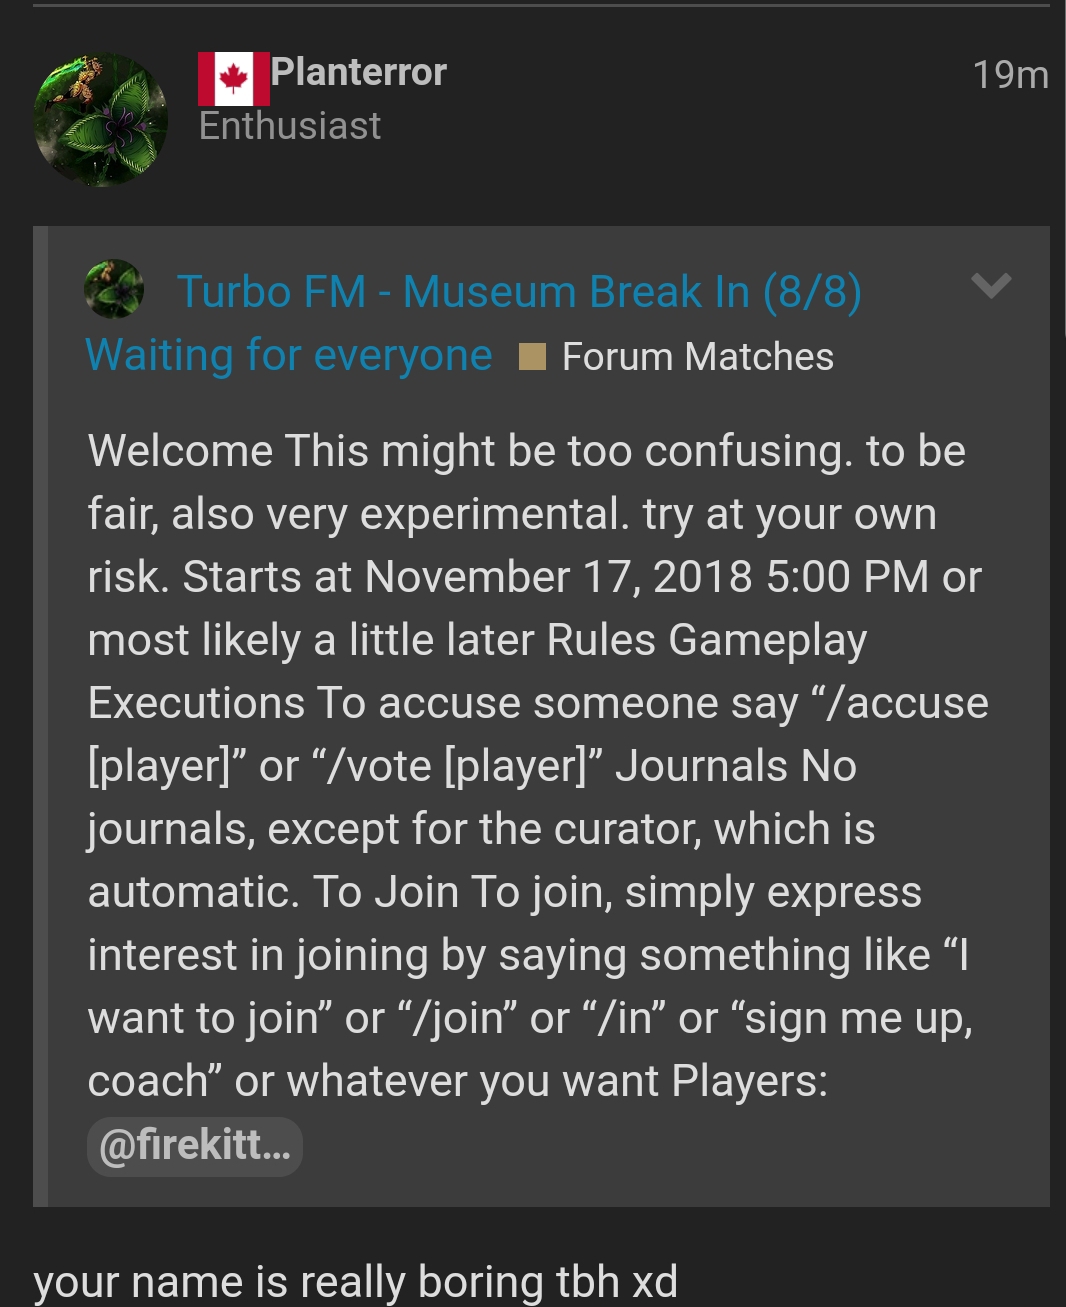 Planterror 19m
Enthusiast
Turbo FM - Museum Break In (8/8)
Waiting for everyone Forum Matches
Welcome This might be too confusing. to be
fair, also very experimental. try at your own
risk. Starts at November 17, 2018 5:00 PM or
most likely a little later Rules Gameplay
Executions To accuse someone say “/accuse
[player]” or “/vote [player]” Journals No
journals, except for the curator, which is
automatic. To Join To join, simply express
interest in joining by saying something like “I
want to join” or “/join” or “/in” or “sign me up,
coach” or whatever you want Players:
@firekitt...
your name is really boring tbh xd